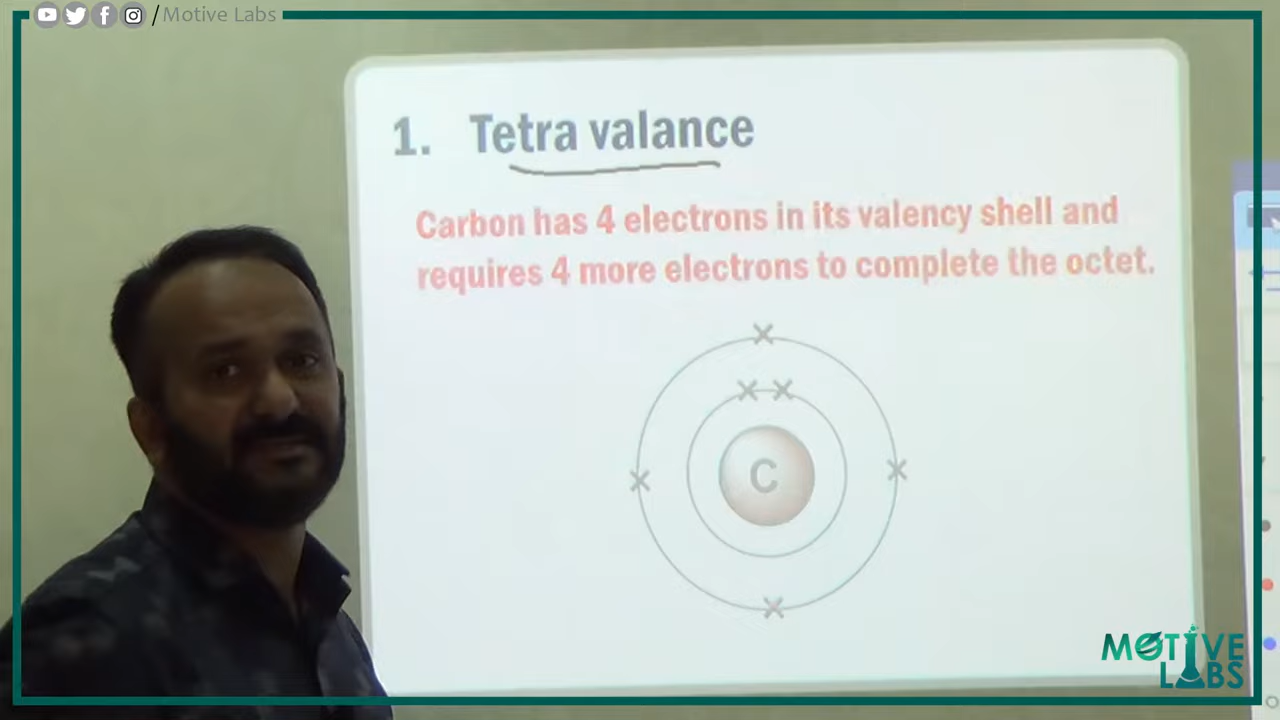 /Motive Labs
1. Tetra valance
Carbon has 4 electrons in its valency shell and
requires 4 more electrons to complete the octet.
C
MOTIVE
LABS